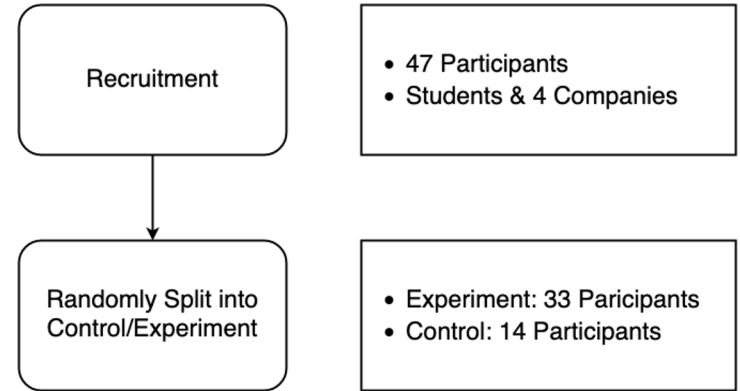 Recruitment
• 47 Participants
• Students & 4 Companies
Randomly Split into
Control/Experiment
• Experiment: 33 Paricipants
• Control: 14 Participants